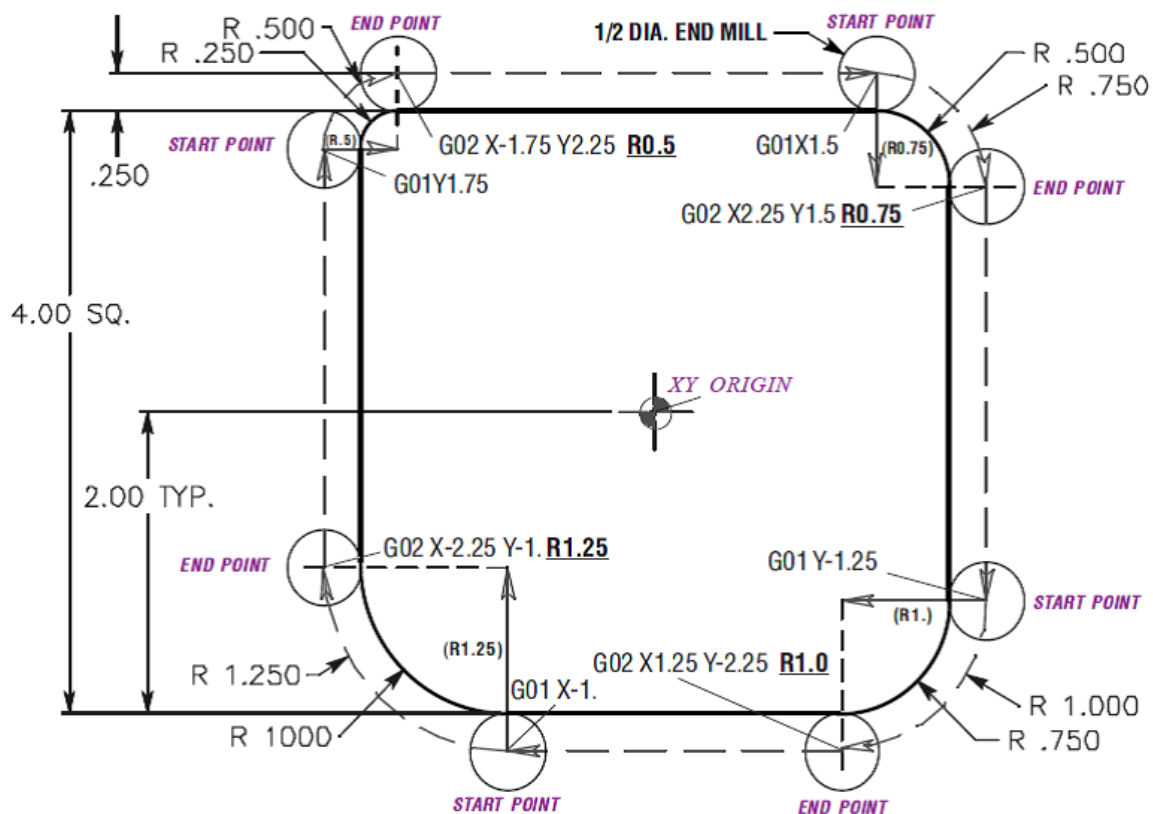 END POINT
START POINT
R .500
R .250
1/2 DIA. END MILL
R .500
R .750
START POINT
(R.5)
G02 X-1.75 Y2.25 R0.5
G01X1.5
(R0.75)
.250
G01Y1.75
END POINT
G02 X2.25 Y1.5 R0.75
4.00 SQ.
XY ORIGIN
2.00 TYP.
END POINT
G02 X-2.25 Y-1. R1.25
G01 Y-1.25
(R1.)
START POINT
(R1.25)
G02 X1.25 Y-2.25 R1.0
R 1.250
G01 X-1.
R 1.000
R 1000
R .750
START POINT
END POINT